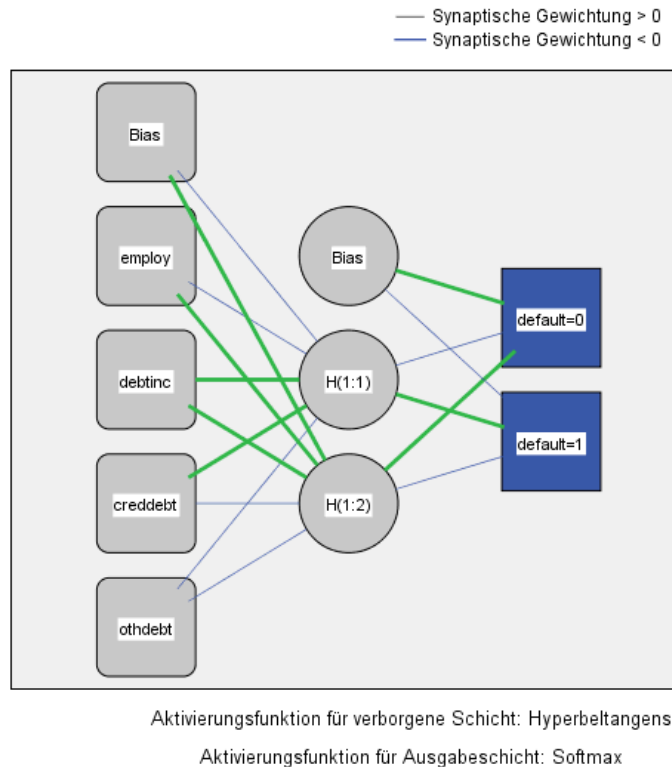 Synaptische Gewichtung > 0
Synaptische Gewichtung < 0
Bias
employ
Bias
default=0
debtinc
H(1:1)
default=1
creddebt
H(1:2)
othdebt
Aktivierungsfunktion für verborgene Schicht: Hyperbeltangens
Aktivierungsfunktion für Ausgabeschicht: Softmax